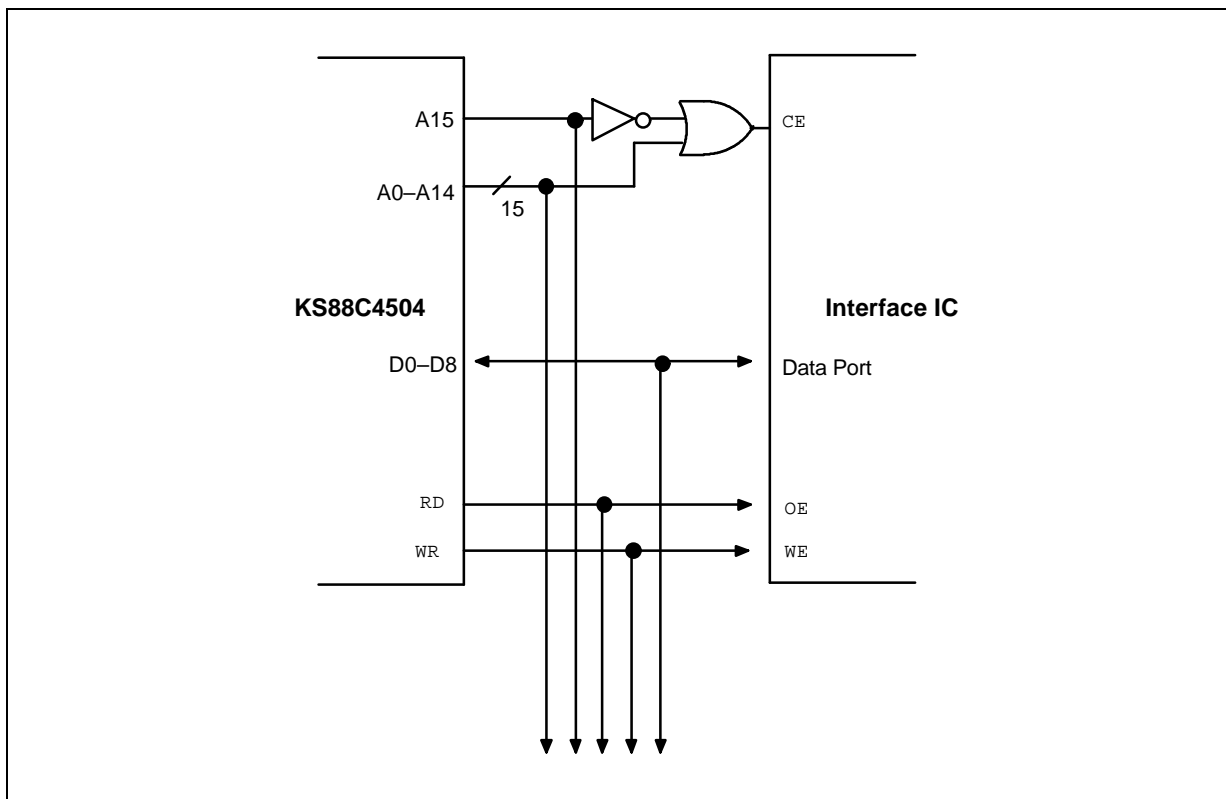 A15
CE
A0–A14
15
KS88C4504
Interface IC
D0–D8
Data Port
RD
OE
WR
WE